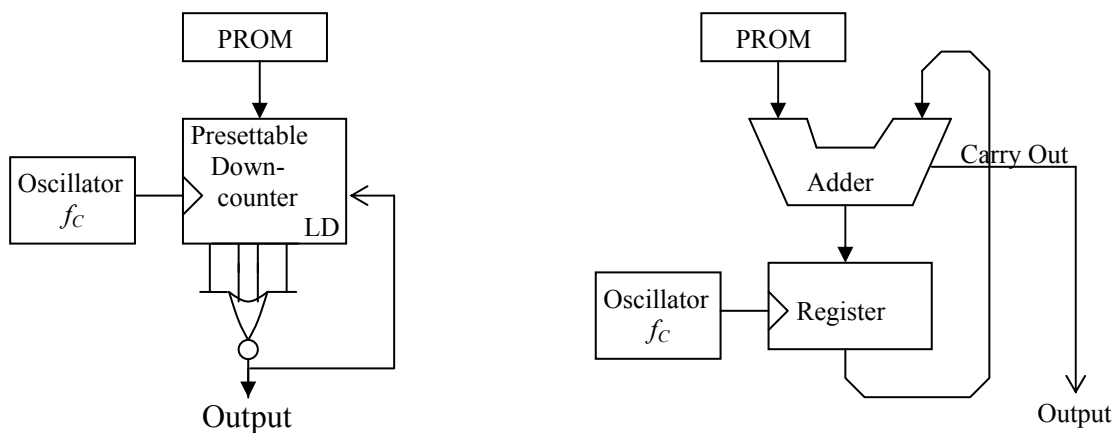 PROM
Presettable
Down-
counter
LD
Oscillator
fC
Output
PROM
Adder
Carry Out
Oscillator
fC
Register
Output